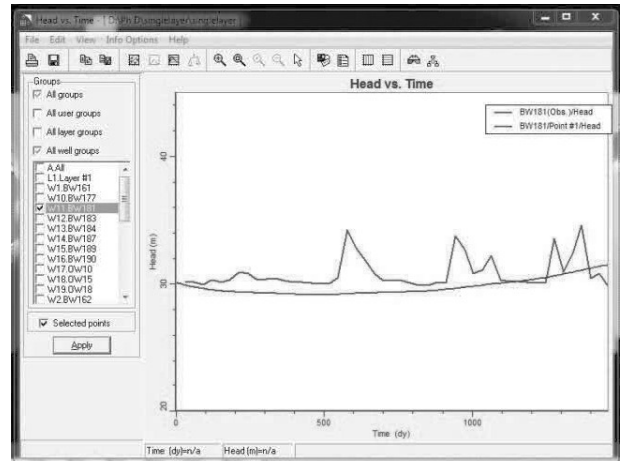 Head vs. Time - [ D:\Ph D\singlelayer\singlelayer
File Edit View Info Options Help
Groups
All groups
All user groups
All layer groups
All well groups
A.All
L1.Layer #1
W1.BW161
W10.BW177
W11.BW181
W12.BW183
W13.BW184
W14.BW187
W15.BW189
W16.BW190
W17.OW10
W18.OW15
W19.OW18
W2.BW162
Selected points
Apply
Head vs. Time
BW181(Obs.)/Head
BW181/Point #1/Head
Head (m)
40
30
20
0
500
1000
Time (dy)
Time (dy)=n/a
Head (m)=n/a